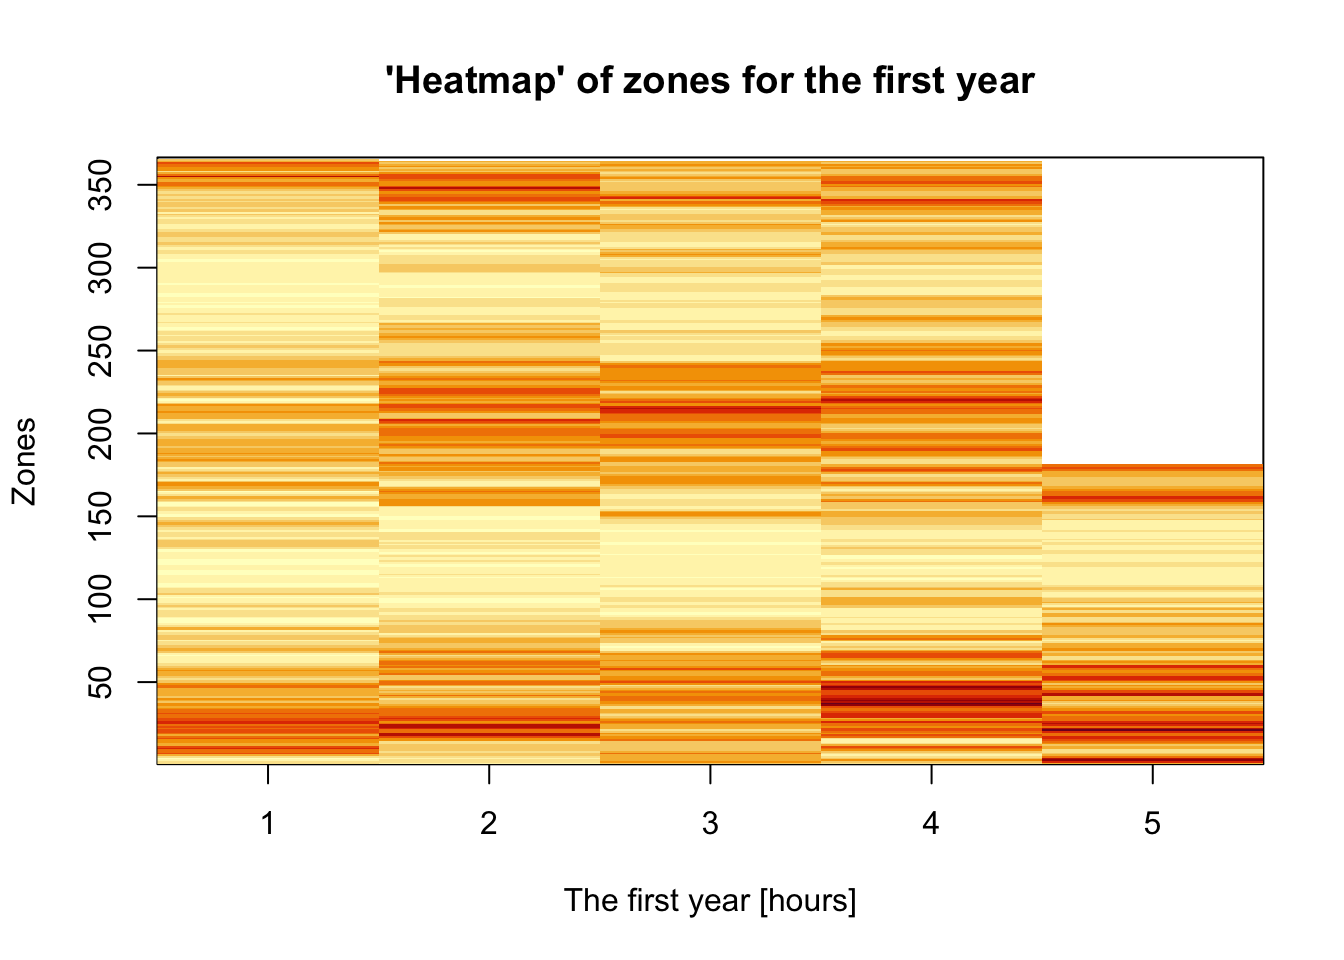 'Heatmap' of zones for the first year
350
300
250
200
150
100
50
Zones
1 2 3 4 5
The first year [hours]